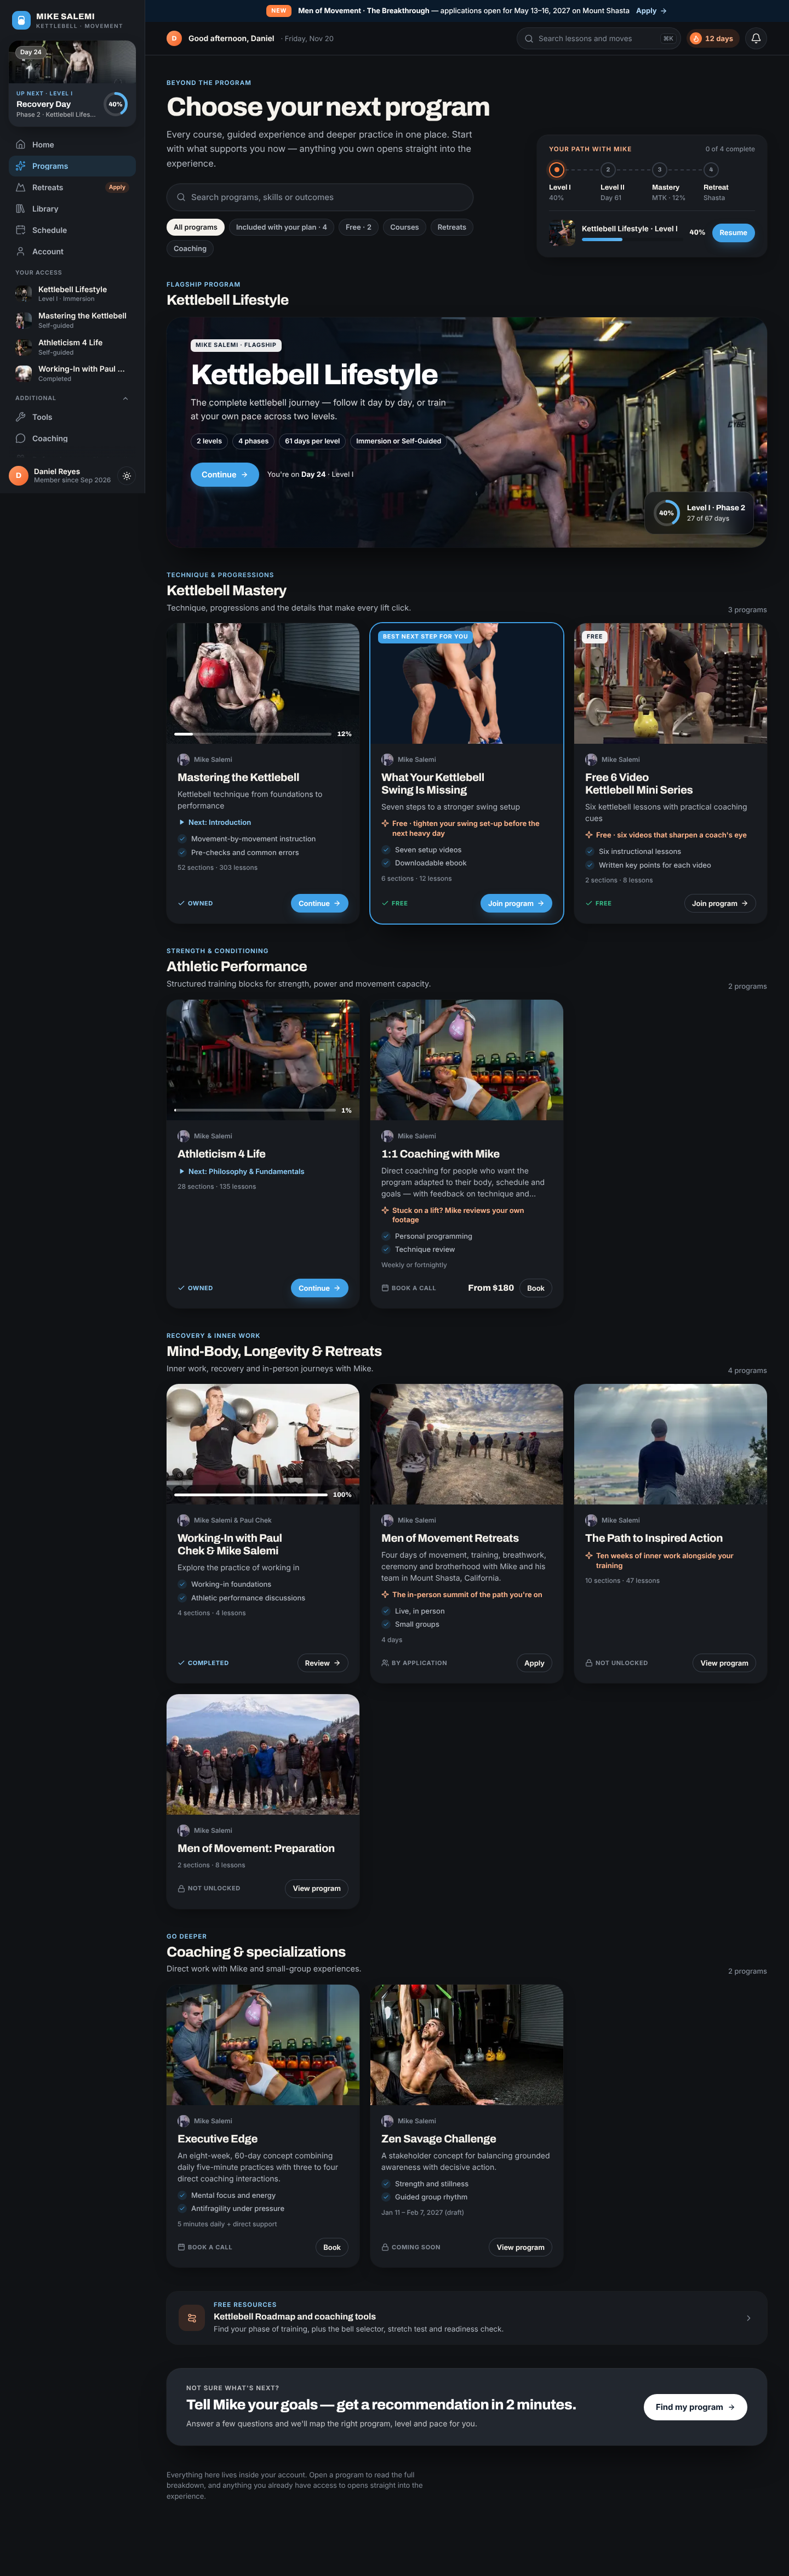 MIKE SALEMI
KETTLEBELL · MOVEMENT
Day 24
UP NEXT · LEVEL I
Recovery Day
Phase 2 · Kettlebell Lifes...
40%
Home
Programs
Retreats
Apply
Library
Schedule
Account
YOUR ACCESS
Kettlebell Lifestyle
Level I · Immersion
Mastering the Kettlebell
Self-guided
Athleticism 4 Life
Self-guided
Working-In with Paul ...
Completed
ADDITIONAL
Tools
Coaching
D
Daniel Reyes
Member since Sep 2026
NEW
Men of Movement · The Breakthrough — applications open for May 13–16, 2027 on Mount Shasta
Apply →
D
Good afternoon, Daniel
· Friday, Nov 20
Search lessons and moves
⌘K
12 days
BEYOND THE PROGRAM
Choose your next program
Every course, guided experience and deeper practice in one place. Start
with what supports you now — anything you own opens straight into the
experience.
Search programs, skills or outcomes
All programs
Included with your plan · 4
Free · 2
Courses
Retreats
Coaching
YOUR PATH WITH MIKE
0 of 4 complete
2
3
4
Level I
40%
Level II
Day 61
Mastery
MTK · 12%
Retreat
Shasta
Kettlebell Lifestyle · Level I
40%
Resume
FLAGSHIP PROGRAM
Kettlebell Lifestyle
MIKE SALEMI · FLAGSHIP
Kettlebell Lifestyle
The complete kettlebell journey — follow it day by day, or train
at your own pace across two levels.
2 levels
4 phases
61 days per level
Immersion or Self-Guided
Continue →
You're on Day 24 · Level I
CYBEX
40%
Level I · Phase 2
27 of 67 days
TECHNIQUE & PROGRESSIONS
Kettlebell Mastery
Technique, progressions and the details that make every lift click.
3 programs
12%
Mike Salemi
Mastering the Kettlebell
Kettlebell technique from foundations to
performance
Next: Introduction
Movement-by-movement instruction
Pre-checks and common errors
52 sections · 303 lessons
OWNED
Continue →
BEST NEXT STEP FOR YOU
Mike Salemi
What Your Kettlebell
Swing Is Missing
Seven steps to a stronger swing setup
Free · tighten your swing set-up before the
next heavy day
Seven setup videos
Downloadable ebook
6 sections · 12 lessons
FREE
Join program →
FREE
Mike Salemi
Free 6 Video
Kettlebell Mini Series
Six kettlebell lessons with practical coaching
cues
Free · six videos that sharpen a coach's eye
Six instructional lessons
Written key points for each video
2 sections · 8 lessons
FREE
Join program →
STRENGTH & CONDITIONING
Athletic Performance
Structured training blocks for strength, power and movement capacity.
2 programs
1%
Mike Salemi
Athleticism 4 Life
Next: Philosophy & Fundamentals
28 sections · 135 lessons
OWNED
Continue →
Mike Salemi
1:1 Coaching with Mike
Direct coaching for people who want the
program adapted to their body, schedule and
goals — with feedback on technique and...
Stuck on a lift? Mike reviews your own
footage
Personal programming
Technique review
Weekly or fortnightly
BOOK A CALL
From $180
Book
RECOVERY & INNER WORK
Mind-Body, Longevity & Retreats
Inner work, recovery and in-person journeys with Mike.
4 programs
100%
Mike Salemi & Paul Chek
Working-In with Paul
Chek & Mike Salemi
Explore the practice of working in
Working-in foundations
Athletic performance discussions
4 sections · 4 lessons
COMPLETED
Review →
Mike Salemi
Men of Movement Retreats
Four days of movement, training, breathwork,
ceremony and brotherhood with Mike and his
team in Mount Shasta, California.
The in-person summit of the path you're on
Live, in person
Small groups
4 days
BY APPLICATION
Apply
Mike Salemi
The Path to Inspired Action
Ten weeks of inner work alongside your
training
10 sections · 47 lessons
NOT UNLOCKED
View program
Mike Salemi
Men of Movement: Preparation
2 sections · 8 lessons
NOT UNLOCKED
View program
GO DEEPER
Coaching & specializations
Direct work with Mike and small-group experiences.
2 programs
Mike Salemi
Executive Edge
An eight-week, 60-day concept combining
daily five-minute practices with three to four
direct coaching interactions.
Mental focus and energy
Antifragility under pressure
5 minutes daily + direct support
BOOK A CALL
Book
Mike Salemi
Zen Savage Challenge
A stakeholder concept for balancing grounded
awareness with decisive action.
Strength and stillness
Guided group rhythm
Jan 11 – Feb 7, 2027 (draft)
COMING SOON
View program
FREE RESOURCES
Kettlebell Roadmap and coaching tools
Find your phase of training, plus the bell selector, stretch test and readiness check.
NOT SURE WHAT'S NEXT?
Tell Mike your goals — get a recommendation in 2 minutes.
Answer a few questions and we'll map the right program, level and pace for you.
Find my program →
Everything here lives inside your account. Open a program to read the full
breakdown, and anything you already have access to opens straight into the
experience.